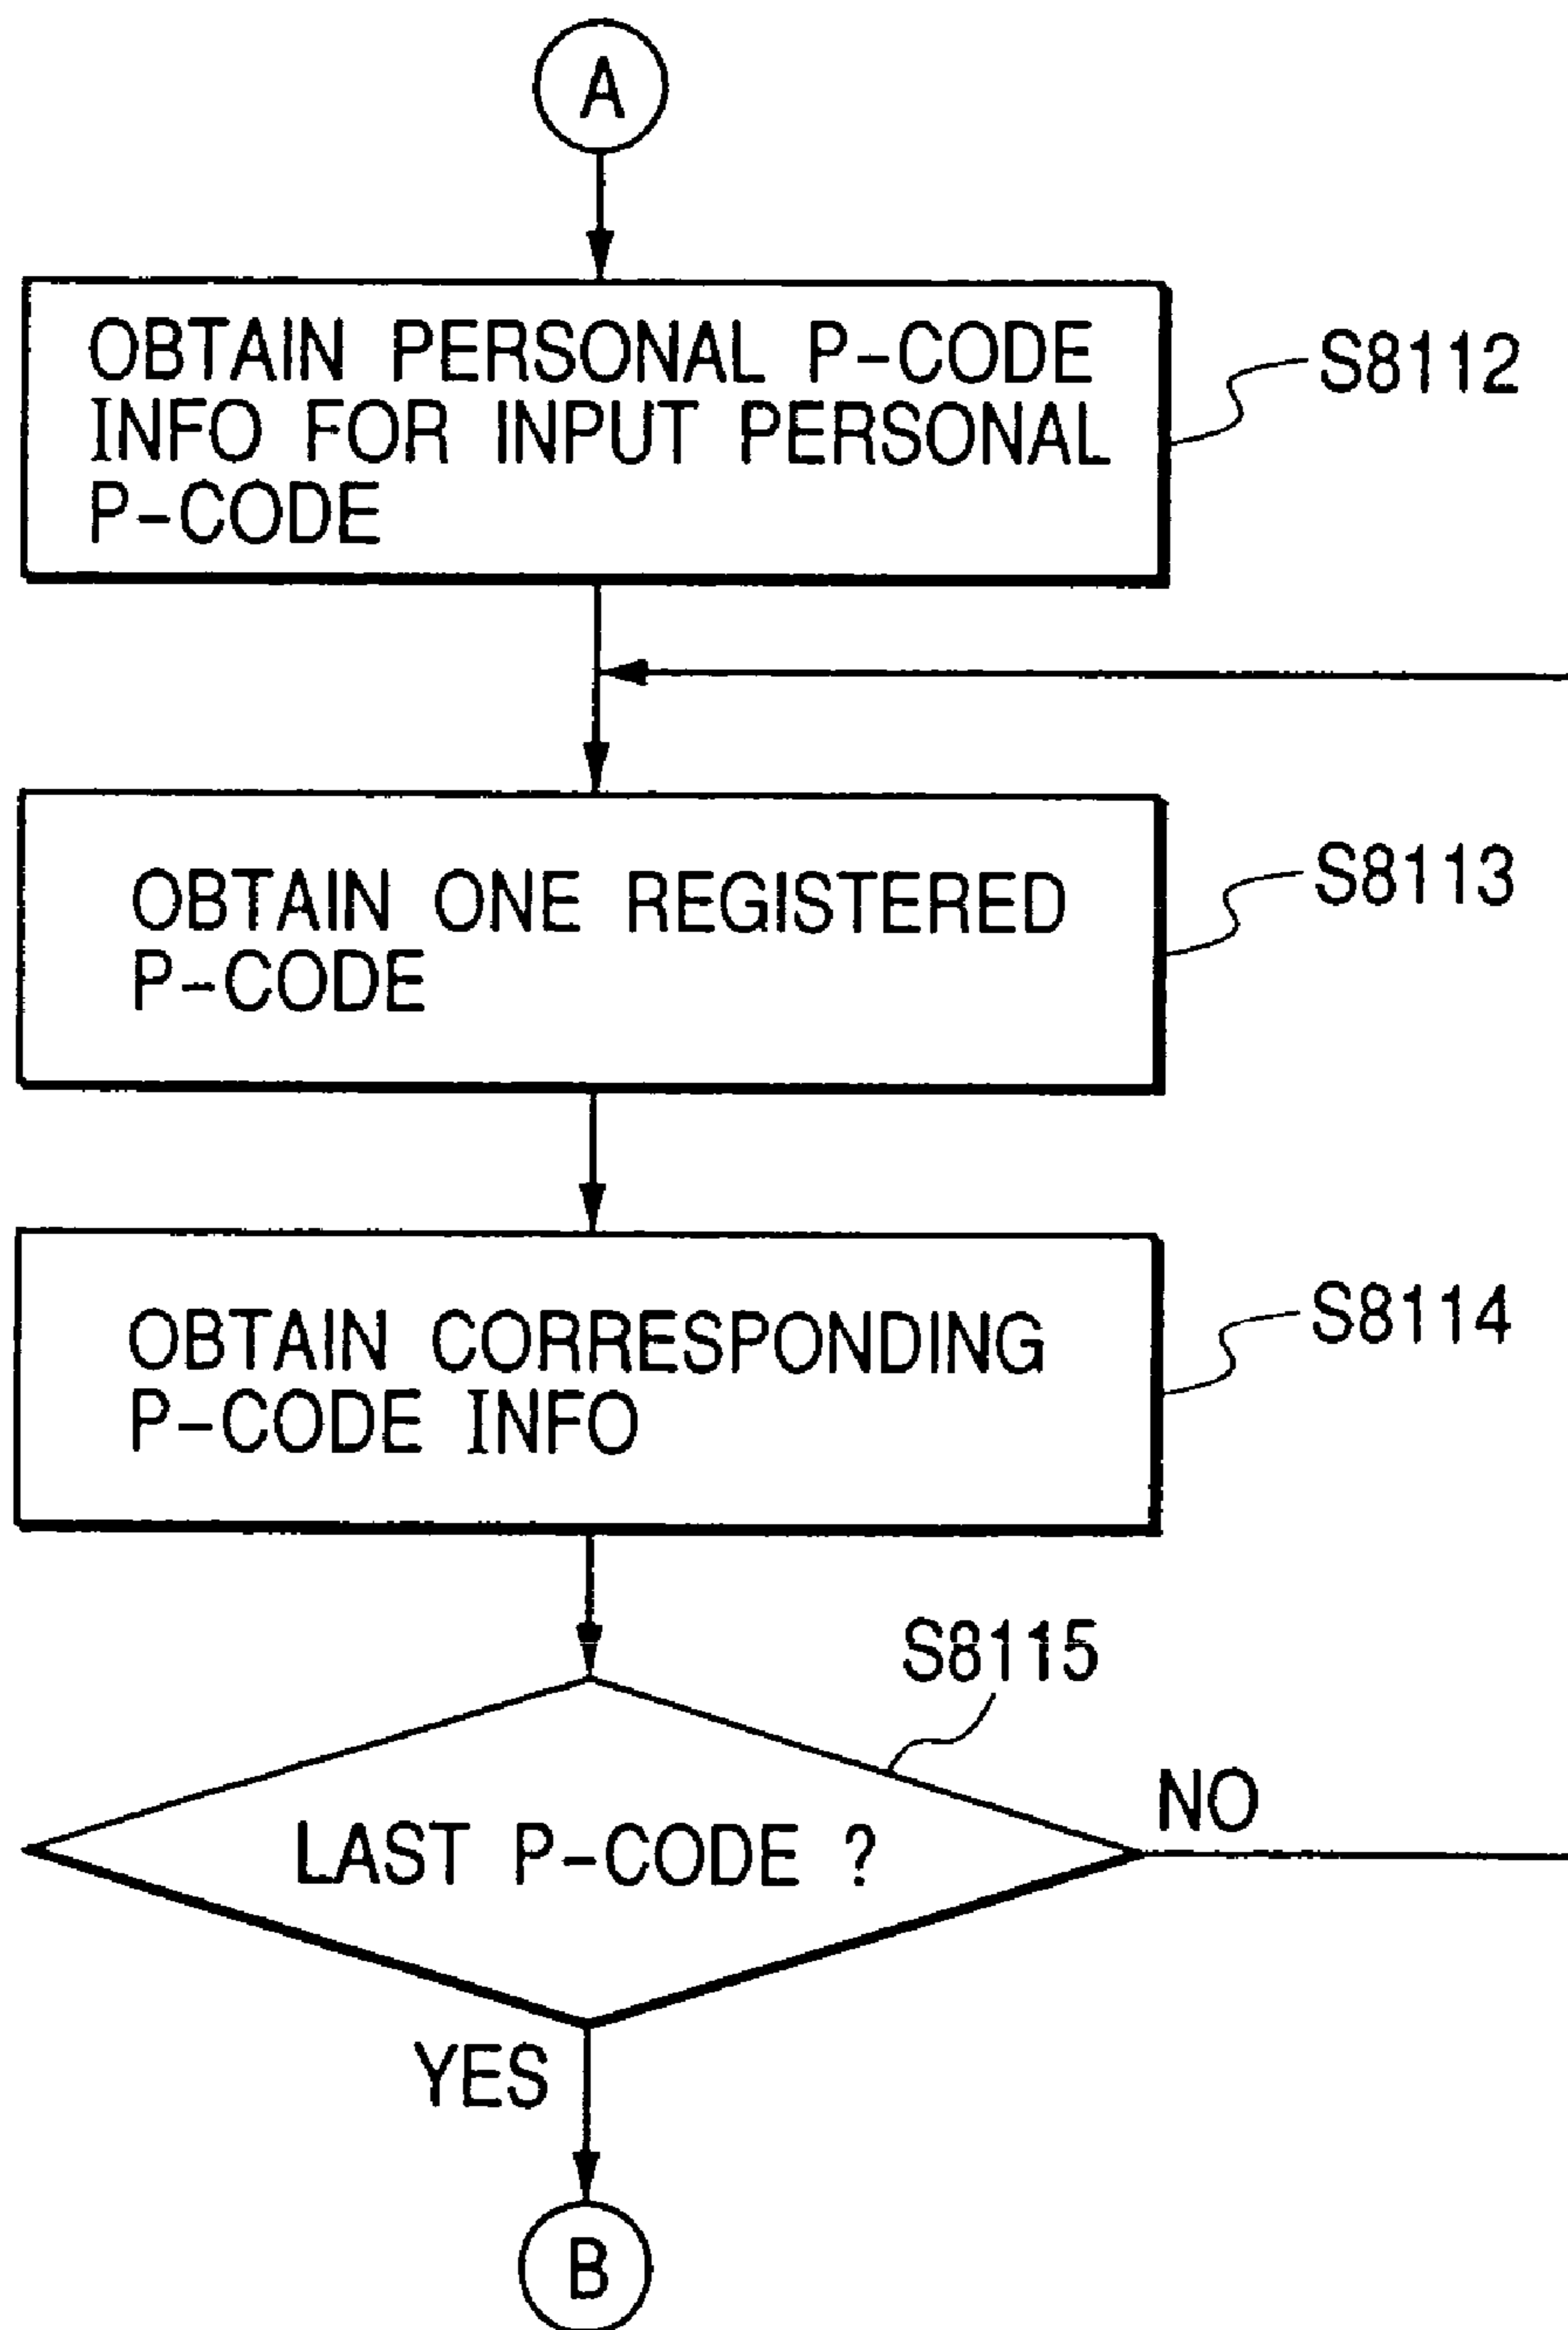 A
OBTAIN PERSONAL P-CODE
INFO FOR INPUT PERSONAL
P-CODE
S8112
OBTAIN ONE REGISTERED
P-CODE
S8113
OBTAIN CORRESPONDING
P-CODE INFO
S8114
S8115
LAST P-CODE ?
NO
YES
B